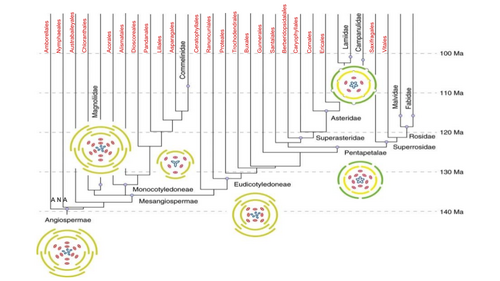 Amborellales
Nymphaeales
Austrobaileyales
Chloranthales
Magnoliidae
Acorales
Alismatales
Dioscoreales
Pandanales
Liliales
Asparagales
Commelinidae
Ceratophyllales
Ranunculales
Proteales
Trochodendrales
Buxales
Gunnerales
Santalales
Berberidopsidales
Caryophyllales
Cornales
Ericales
Lamiidae
Campanulidae
Saxifragales
Vitales
Malvidae
Fabidae
100 Ma
110 Ma
Asteridae
120 Ma
Superasteridae
Rosidae
Pentapetalae
Superrosidae
130 Ma
Eudicotyledoneae
Monocotyledoneae
A N A
Mesangiospermae
140 Ma
Angiospermae